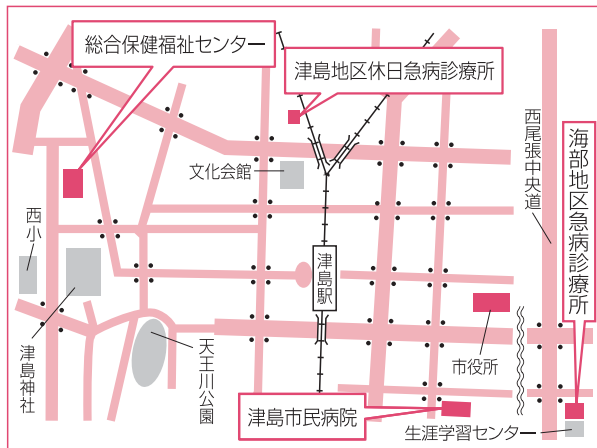 総合保健福祉センター
津島地区休日急病診療所
西尾張中央道
海部地区急病診療所
文化会館
西小
津島駅
津島神社
天王川公園
市役所
津島市民病院
生涯学習センター